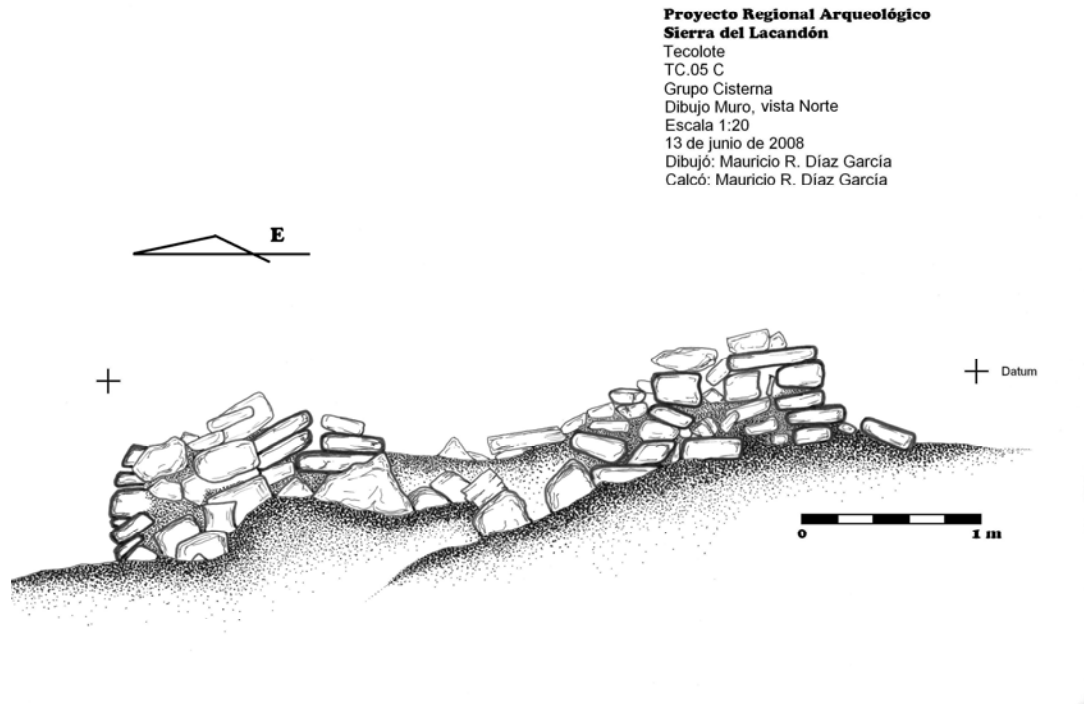 Proyecto Regional Arqueológico
Sierra del Lacandón
Tecolote
TC.05 C
Grupo Cisterna
Dibujo Muro, vista Norte
Escala 1:20
13 de junio de 2008
Dibujó: Mauricio R. Díaz García
Calcó: Mauricio R. Díaz García
E
Datum
0 1 m